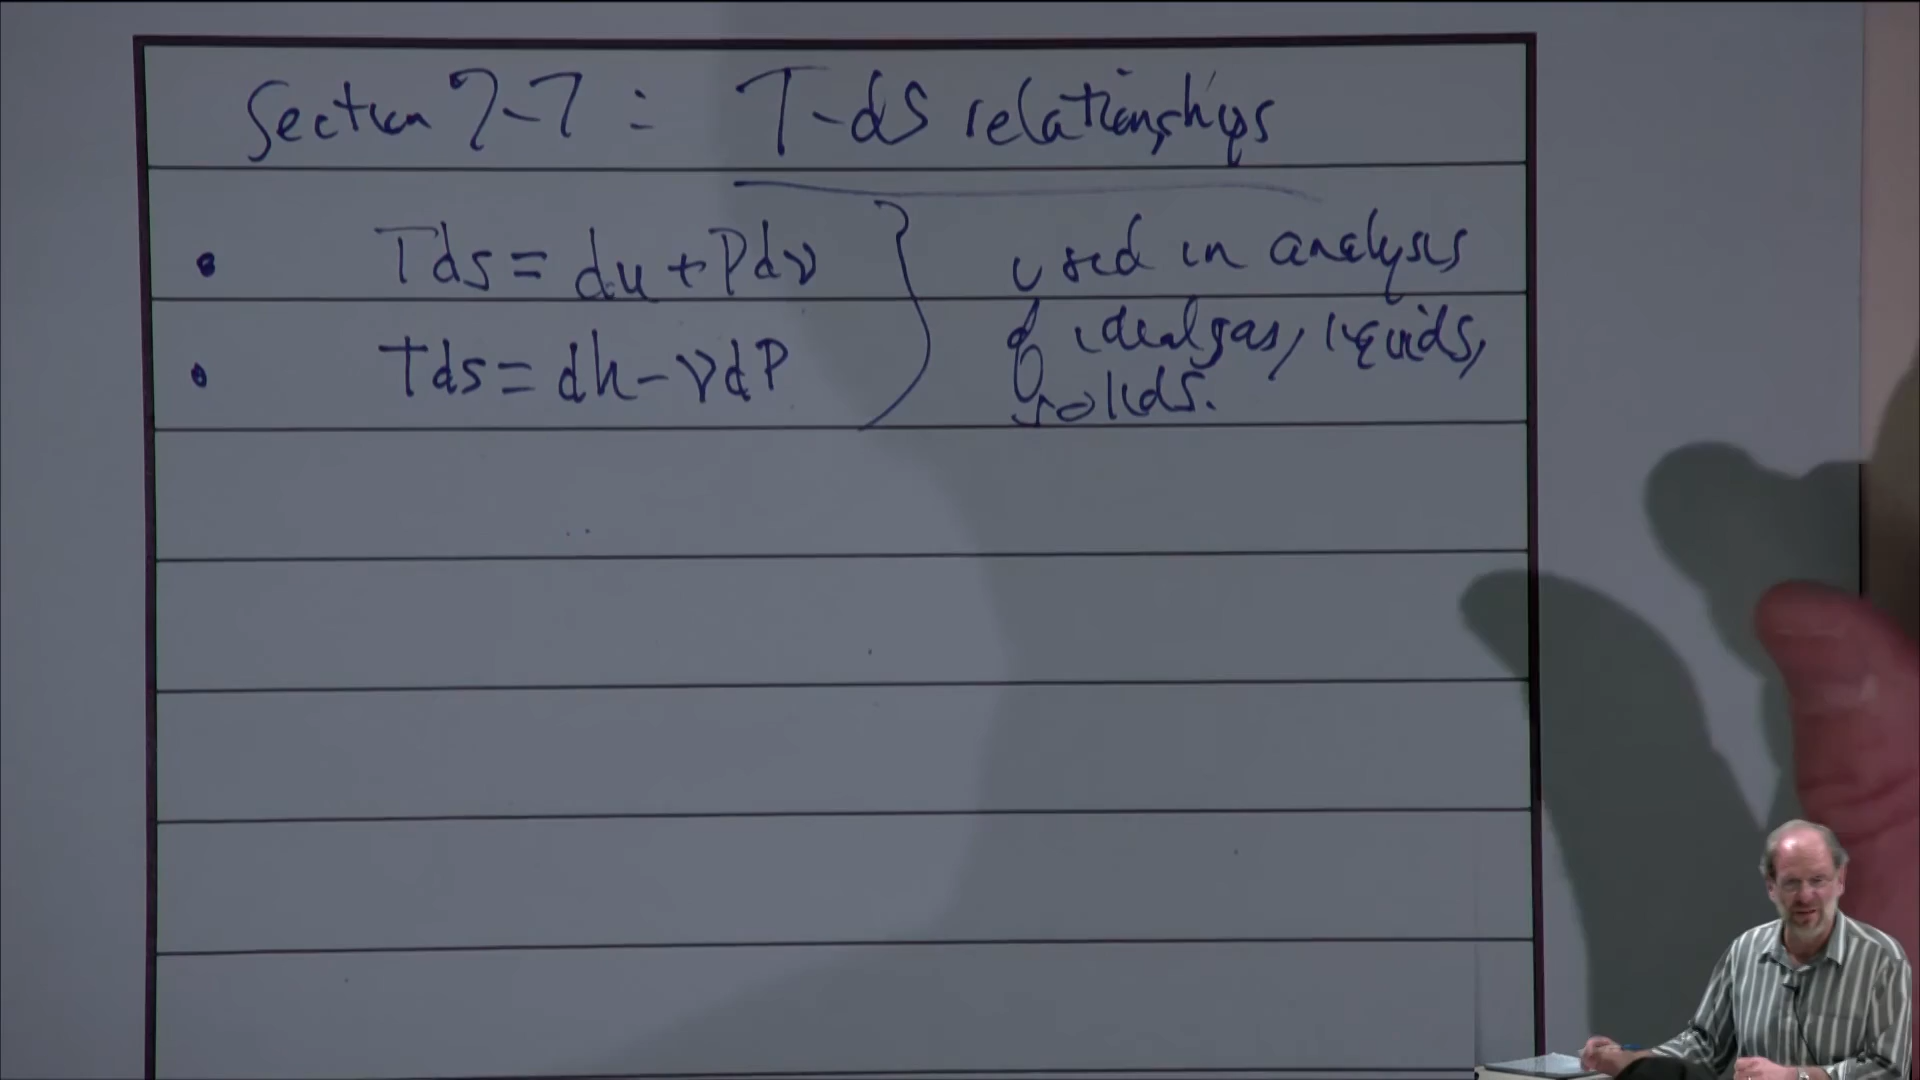 Section 7-7: T-dS relationships
• Tds = du + Pdv
used in analysis
of ideal gas, liquids,
• Tds = dh - vdP
solids.